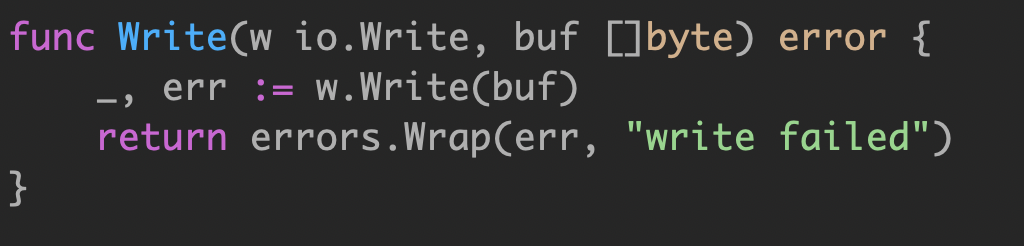 func Write(w io.Write, buf []byte) error {
    _, err := w.Write(buf)
    return errors.Wrap(err, "write failed")
}